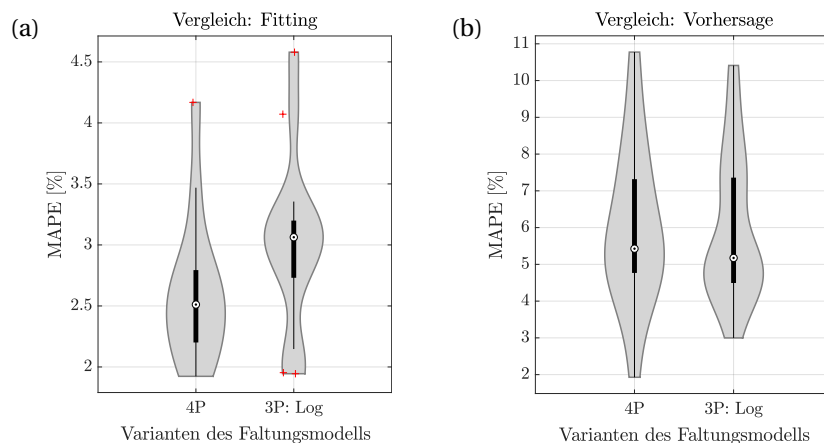 (a)
Vergleich: Fitting
4.5
4
3.5
3
2.5
2
MAPE [%]
4P
3P: Log
Varianten des Faltungsmodells
(b)
Vergleich: Vorhersage
11
10
9
8
7
6
5
4
3
2
MAPE [%]
4P
3P: Log
Varianten des Faltungsmodells